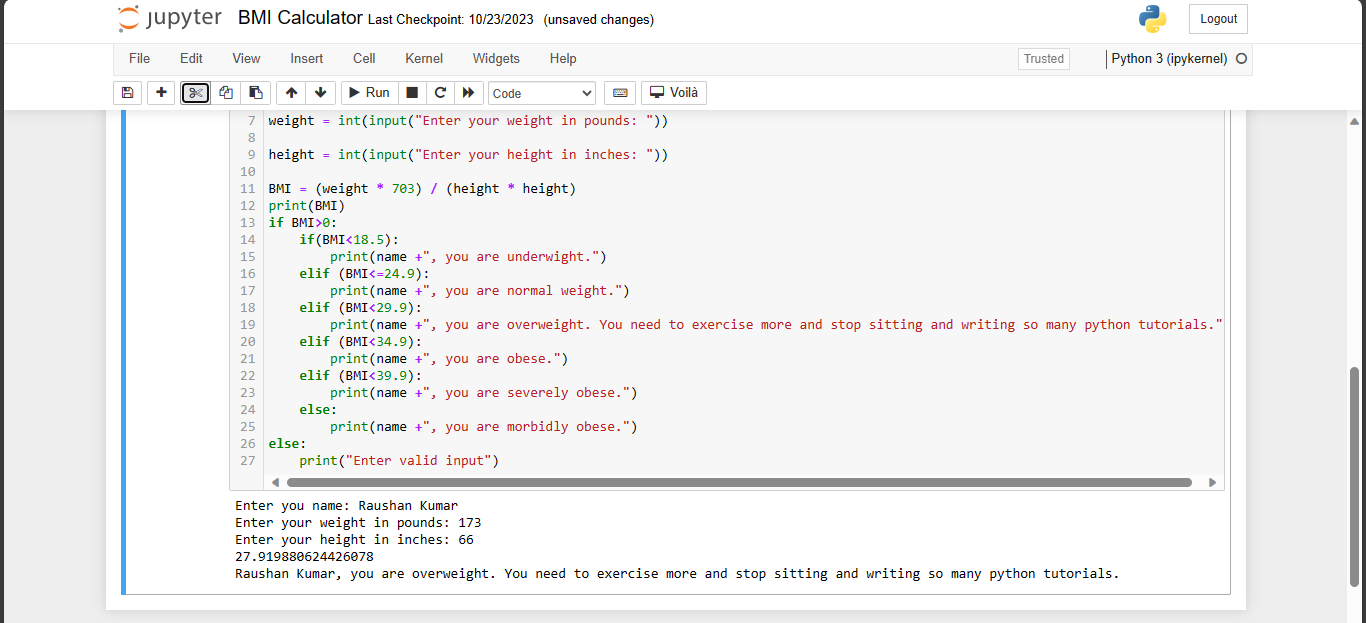 jupyter BMI Calculator Last Checkpoint: 10/23/2023 (unsaved changes)
Logout
File Edit View Insert Cell Kernel Widgets Help
Trusted
Python 3 (ipykernel)
Run Code Voilà
7 weight = int(input("Enter your weight in pounds: "))
8
9 height = int(input("Enter your height in inches: "))
10
11 BMI = (weight * 703) / (height * height)
12 print(BMI)
13 if BMI>0:
14     if(BMI<18.5):
15         print(name +", you are underwight.")
16     elif (BMI<=24.9):
17         print(name +", you are normal weight.")
18     elif (BMI<29.9):
19         print(name +", you are overweight. You need to exercise more and stop sitting and writing so many python tutorials."
20     elif (BMI<34.9):
21         print(name +", you are obese.")
22     elif (BMI<39.9):
23         print(name +", you are severely obese.")
24     else:
25         print(name +", you are morbidly obese.")
26 else:
27     print("Enter valid input")
Enter you name: Raushan Kumar
Enter your weight in pounds: 173
Enter your height in inches: 66
27.919880624426078
Raushan Kumar, you are overweight. You need to exercise more and stop sitting and writing so many python tutorials.